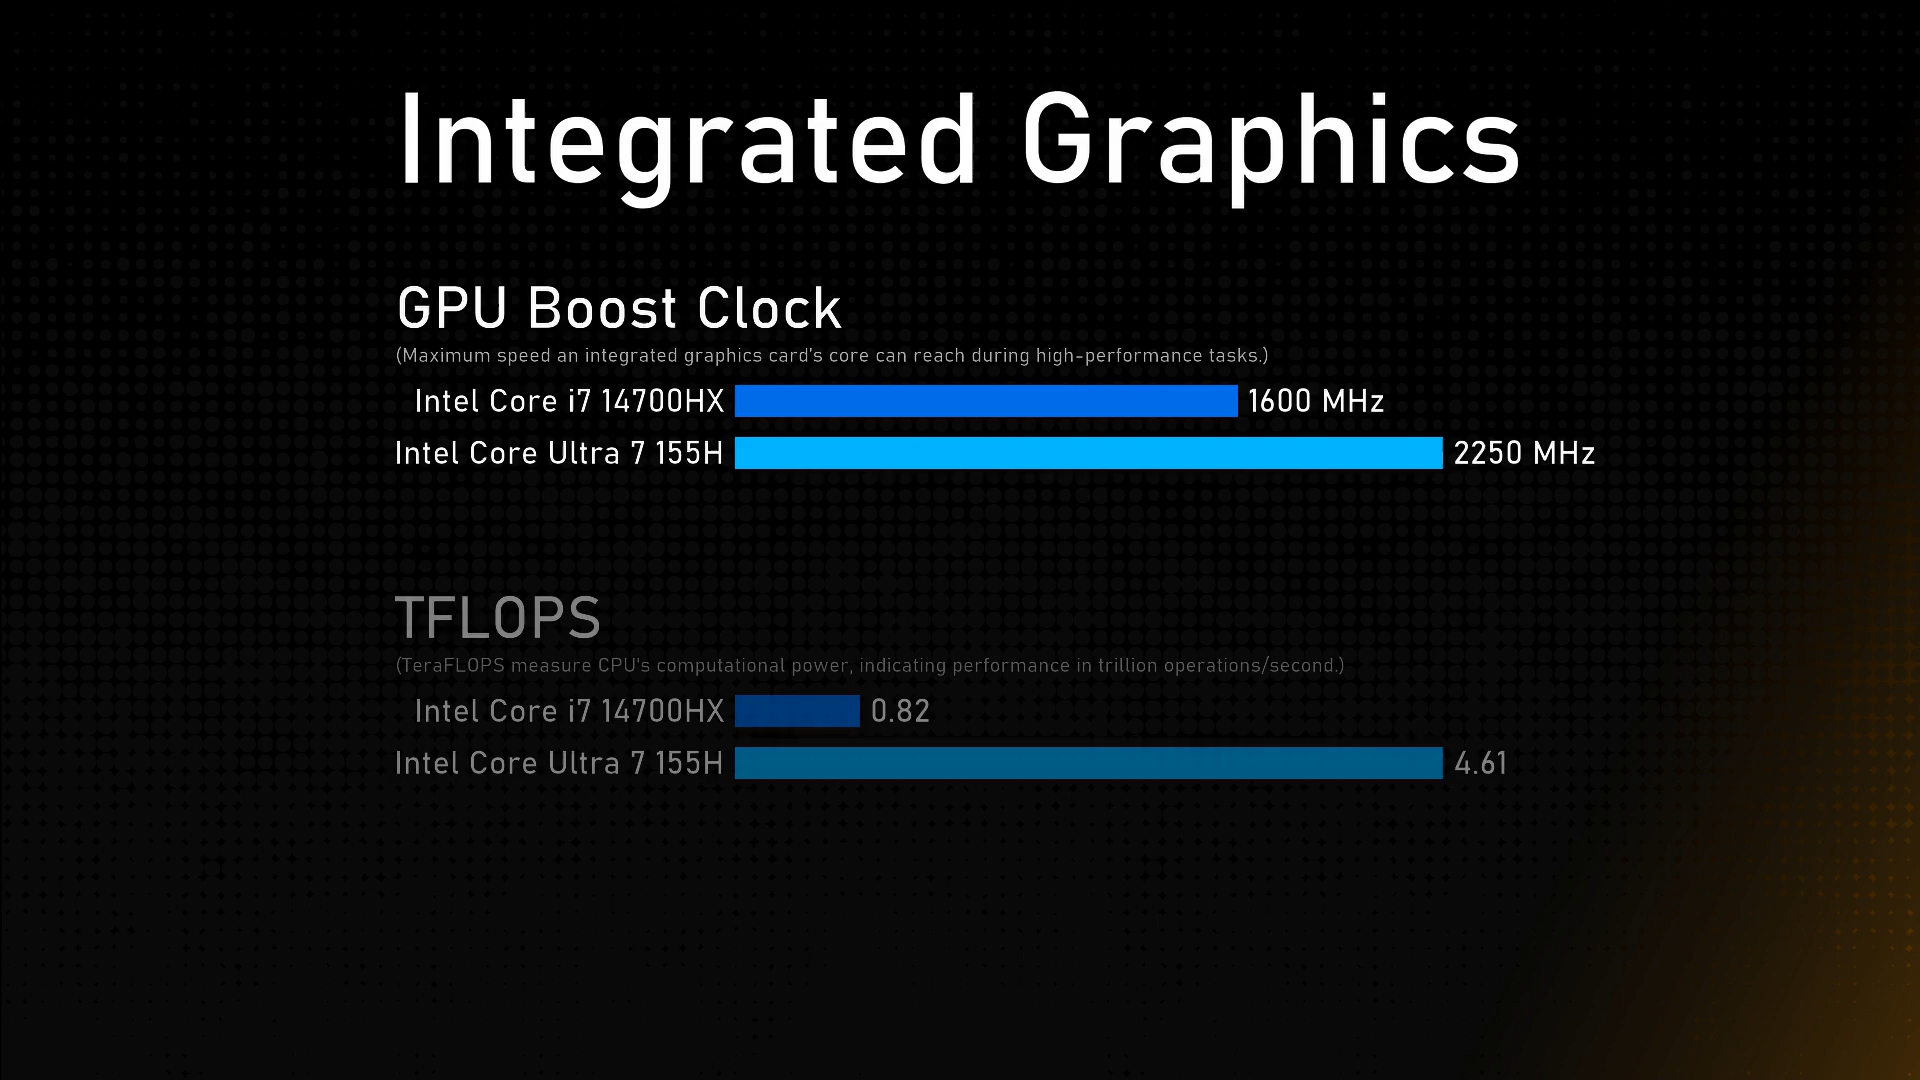 Integrated Graphics
GPU Boost Clock
(Maximum speed an integrated graphics card's core can reach during high-performance tasks.)
Intel Core i7 14700HX 1600 MHz
Intel Core Ultra 7 155H 2250 MHz
TFLOPS
(TeraFLOPS measure CPU's computational power, indicating performance in trillion operations/second.)
Intel Core i7 14700HX 0.82
Intel Core Ultra 7 155H 4.61